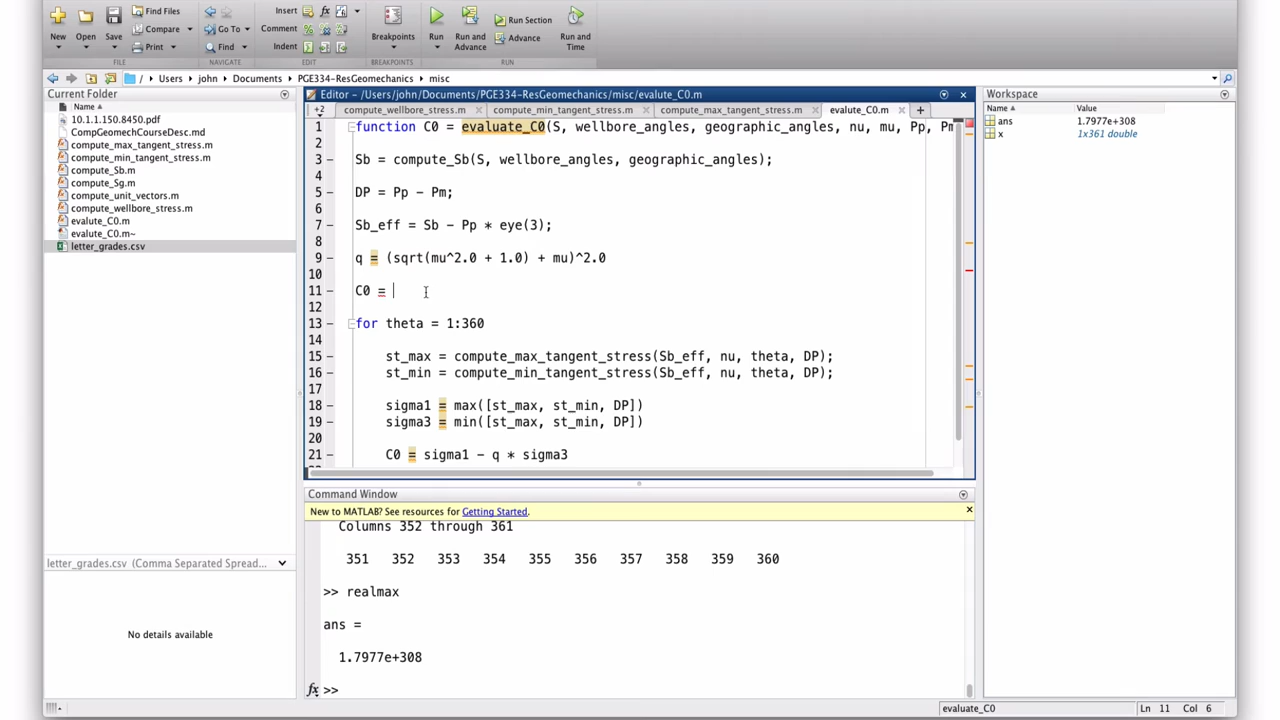 New
Open
Save
Find Files
Compare
Print
FILE
Go To
Find
NAVIGATE
Insert
fx
Comment
%
Indent
EDIT
Breakpoints
BREAKPOINTS
Run
Run and
Advance
Run Section
Advance
Run and
Time
RUN
/ Users john Documents PGE334-ResGeomechanics misc
Current Folder
Name
10.1.1.150.8450.pdf
CompGeomechCourseDesc.md
compute_max_tangent_stress.m
compute_min_tangent_stress.m
compute_Sb.m
compute_Sg.m
compute_unit_vectors.m
compute_wellbore_stress.m
evalute_C0.m
evalute_C0.m~
letter_grades.csv
letter_grades.csv (Comma Separated Spread...
No details available
Editor - /Users/john/Documents/PGE334-ResGeomechanics/misc/evalute_C0.m
+2 compute_wellbore_stress.m compute_min_tangent_stress.m compute_max_tangent_stress.m evalute_C0.m
1 function C0 = evaluate_C0(S, wellbore_angles, geographic_angles, nu, mu, Pp, Pm
2
3 Sb = compute_Sb(S, wellbore_angles, geographic_angles);
4
5 DP = Pp - Pm;
6
7 Sb_eff = Sb - Pp * eye(3);
8
9 q = (sqrt(mu^2.0 + 1.0) + mu)^2.0
10
11 C0 =
12
13 for theta = 1:360
14
15 st_max = compute_max_tangent_stress(Sb_eff, nu, theta, DP);
16 st_min = compute_min_tangent_stress(Sb_eff, nu, theta, DP);
17
18 sigma1 = max([st_max, st_min, DP])
19 sigma3 = min([st_max, st_min, DP])
20
21 C0 = sigma1 - q * sigma3
Command Window
New to MATLAB? See resources for Getting Started.
Columns 352 through 361
351 352 353 354 355 356 357 358 359 360
>> realmax
ans =
1.7977e+308
fx >>
Workspace
Name Value
ans 1.7977e+308
x 1x361 double
evaluate_C0 Ln 11 Col 6